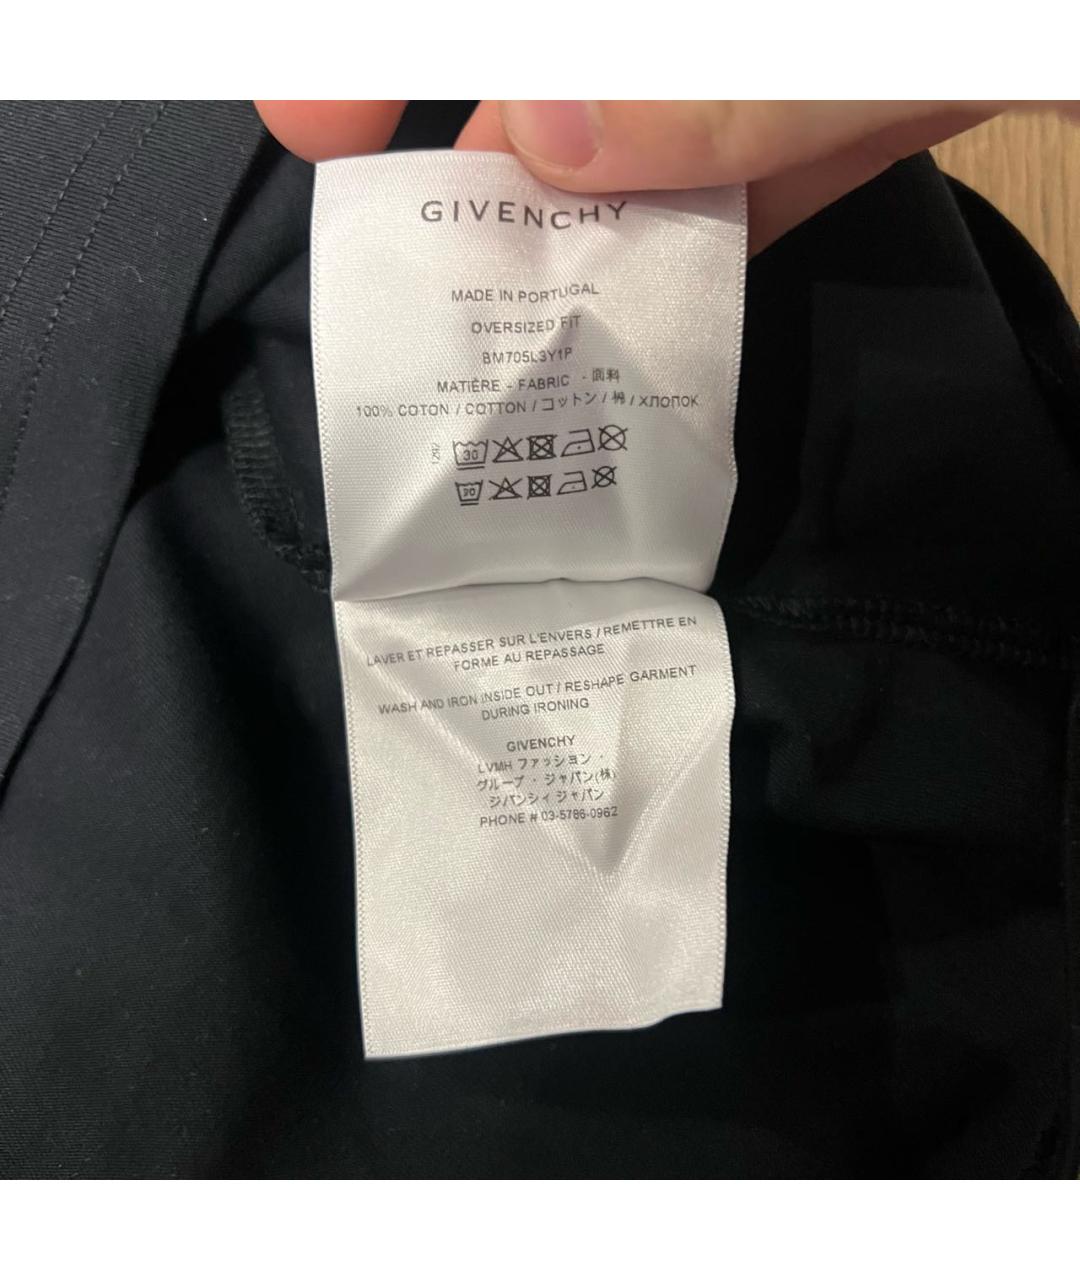 GIVENCHY
MADE IN PORTUGAL
OVERSIZED FIT
BM705L3Y1P
MATIÈRE - FABRIC - 面料
100% COTON / COTTON / コットン / 棉 / ХЛОПОК
30
30
LAVER ET REPASSER SUR L'ENVERS / REMETTRE EN
FORME AU REPASSAGE
WASH AND IRON INSIDE OUT / RESHAPE GARMENT
DURING IRONING
GIVENCHY
LVMH ファッション・
グループ・ジャパン(株)
ジバンシィ ジャパン
PHONE # 03-5786-0962